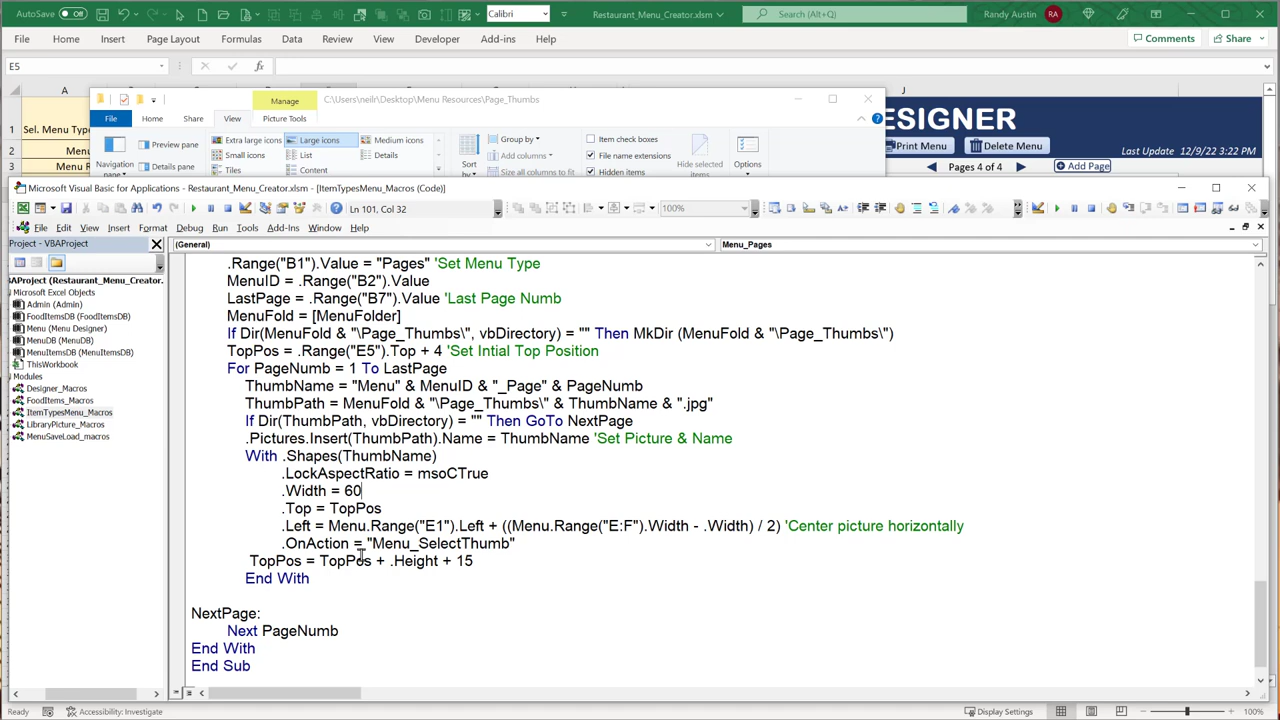 AutoSave Off
Calibri
Restaurant_Menu_Creator.xlsm
Search (Alt+Q)
Randy Austin RA
File Home Insert Page Layout Formulas Data Review View Developer Add-ins Help
Comments Share
E5
fx
A J
1 Sel. Menu Type
2 Menu
3 Menu R
Manage
C:\Users\neilr\Desktop\Menu Resources\Page_Thumbs
File Home Share View Picture Tools
Navigation
Preview pane
Details pane
Extra large icons Large icons Medium icons
Small icons List Details
Tiles Content
Sort
Group by
Add columns
Size all columns to fit
Item check boxes
File name extensions
Hidden items
Hide selected
items
Options
ESIGNER
Print Menu Delete Menu
Last Update 12/9/22 3:22 PM
Pages 4 of 4 Add Page
Microsoft Visual Basic for Applications - Restaurant_Menu_Creator.xlsm - [ItemTypesMenu_Macros (Code)]
Ln 101, Col 32
100%
File Edit View Insert Format Debug Run Tools Add-Ins Window Help
Project - VBAProject
(General) Menu_Pages
BAProject (Restaurant_Menu_Creator.
Microsoft Excel Objects
Admin (Admin)
FoodItemsDB (FoodItemsDB)
Menu (Menu Designer)
MenuDB (MenuDB)
MenuItemsDB (MenuItemsDB)
ThisWorkbook
Modules
Designer_Macros
FoodItems_Macros
ItemTypesMenu_Macros
LibraryPicture_Macros
MenuSaveLoad_macros
.Range("B1").Value = "Pages" 'Set Menu Type
MenuID = .Range("B2").Value
LastPage = .Range("B7").Value 'Last Page Numb
MenuFold = [MenuFolder]
If Dir(MenuFold & "\Page_Thumbs\", vbDirectory) = "" Then MkDir (MenuFold & "\Page_Thumbs\")
TopPos = .Range("E5").Top + 4 'Set Intial Top Position
For PageNumb = 1 To LastPage
ThumbName = "Menu" & MenuID & "_Page" & PageNumb
ThumbPath = MenuFold & "\Page_Thumbs\" & ThumbName & ".jpg"
If Dir(ThumbPath, vbDirectory) = "" Then GoTo NextPage
.Pictures.Insert(ThumbPath).Name = ThumbName 'Set Picture & Name
With .Shapes(ThumbName)
.LockAspectRatio = msoCTrue
.Width = 60
.Top = TopPos
.Left = Menu.Range("E1").Left + ((Menu.Range("E:F").Width - .Width) / 2) 'Center picture horizontally
.OnAction = "Menu_SelectThumb"
TopPos = TopPos + .Height + 15
End With
NextPage:
Next PageNumb
End With
End Sub
Ready Accessibility: Investigate Display Settings 100%